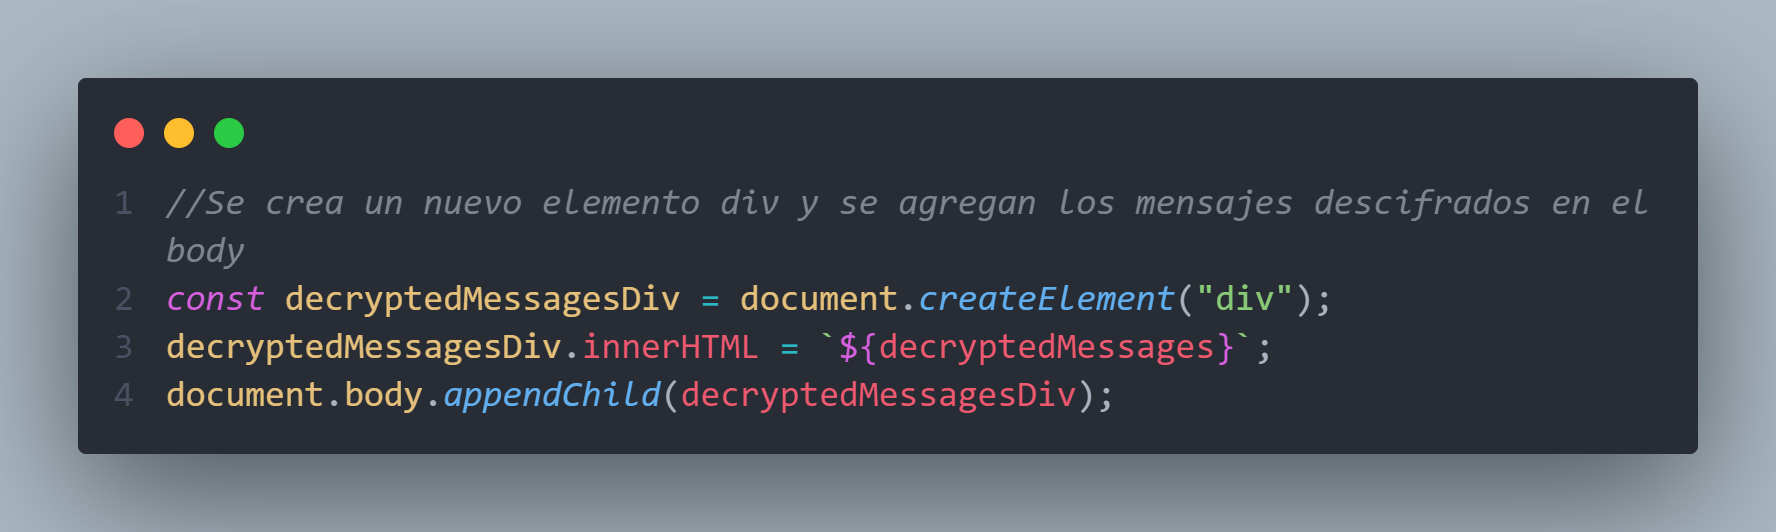 1 //Se crea un nuevo elemento div y se agregan los mensajes descifrados en el
body
2 const decryptedMessagesDiv = document.createElement("div");
3 decryptedMessagesDiv.innerHTML = `${decryptedMessages}`;
4 document.body.appendChild(decryptedMessagesDiv);